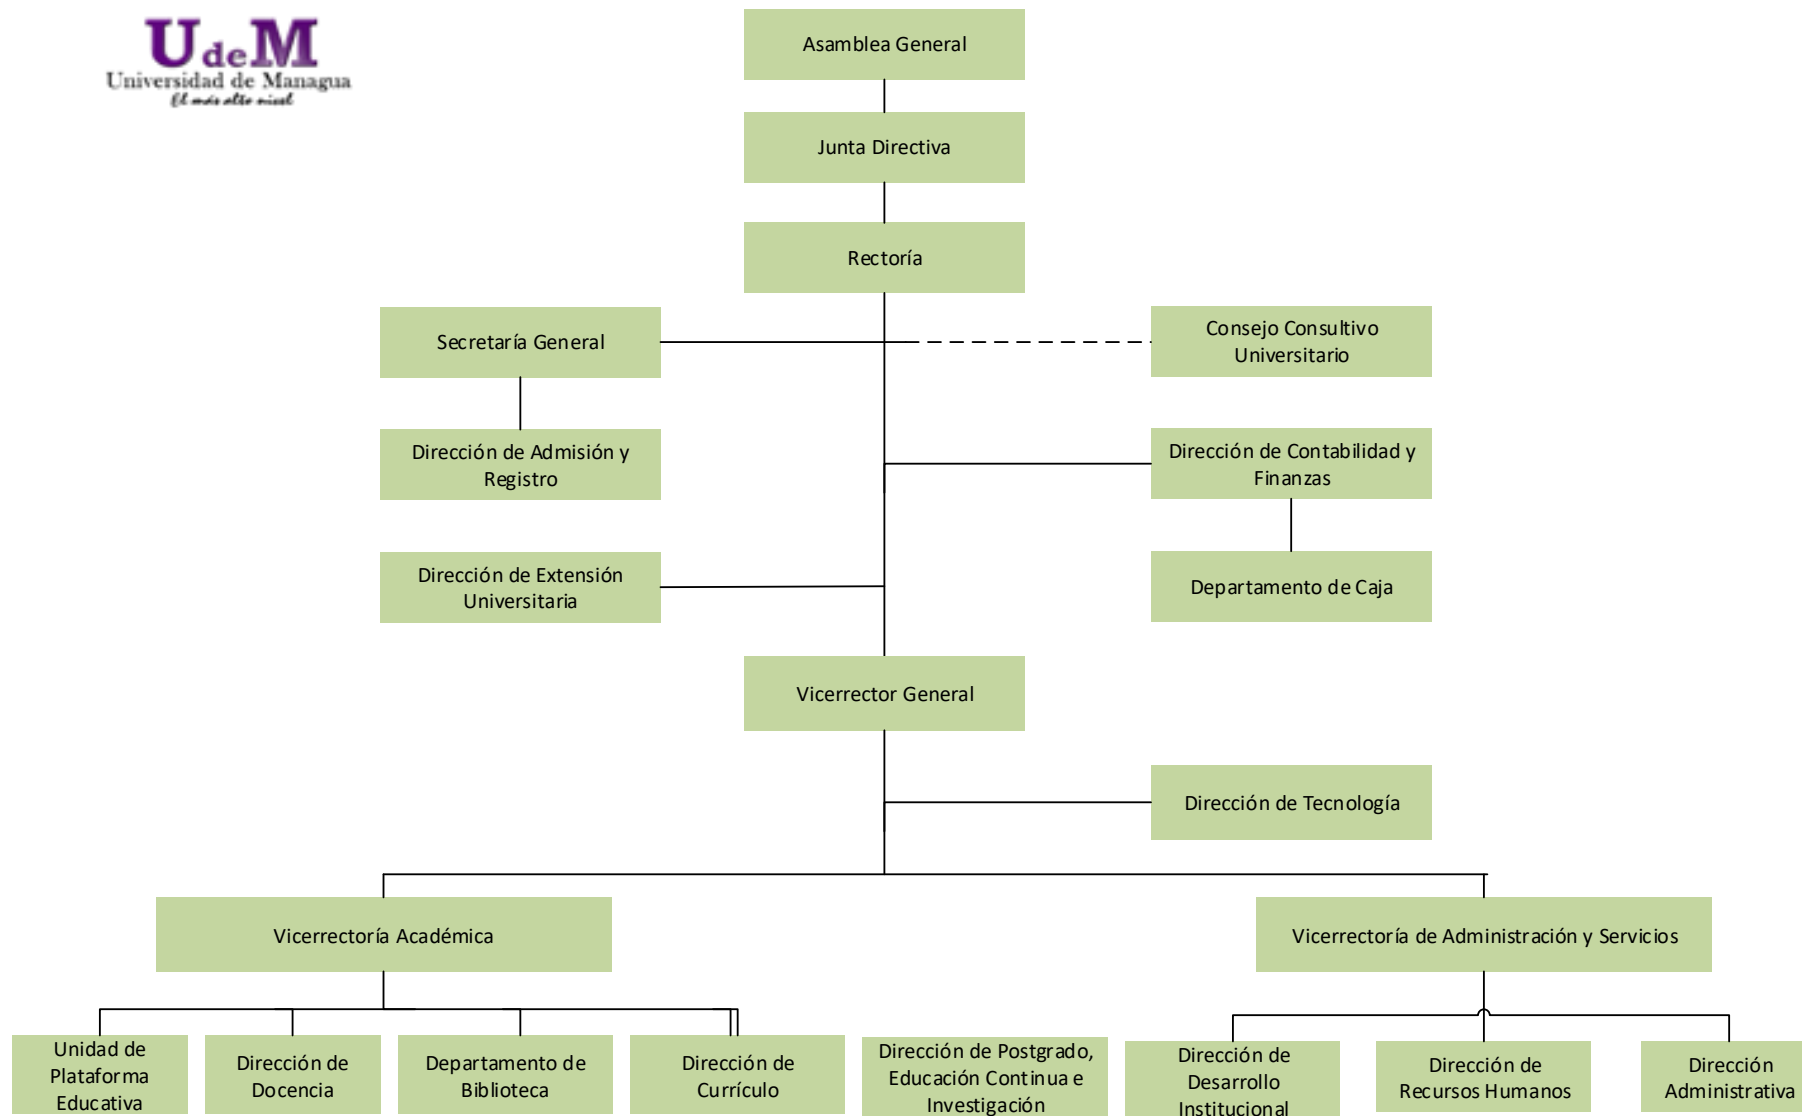 UdeM
Universidad de Managua
El más alto nivel
Asamblea General
Junta Directiva
Rectoría
Secretaría General
Consejo Consultivo
Universitario
Dirección de Admisión y
Registro
Dirección de Contabilidad y
Finanzas
Dirección de Extensión
Universitaria
Departamento de Caja
Vicerrector General
Dirección de Tecnología
Vicerrectoría Académica
Vicerrectoría de Administración y Servicios
Unidad de
Plataforma
Educativa
Dirección de
Docencia
Departamento de
Biblioteca
Dirección de
Currículo
Dirección de Postgrado,
Educación Continua e
Investigación
Dirección de
Desarrollo
Institucional
Dirección de
Recursos Humanos
Dirección
Administrativa